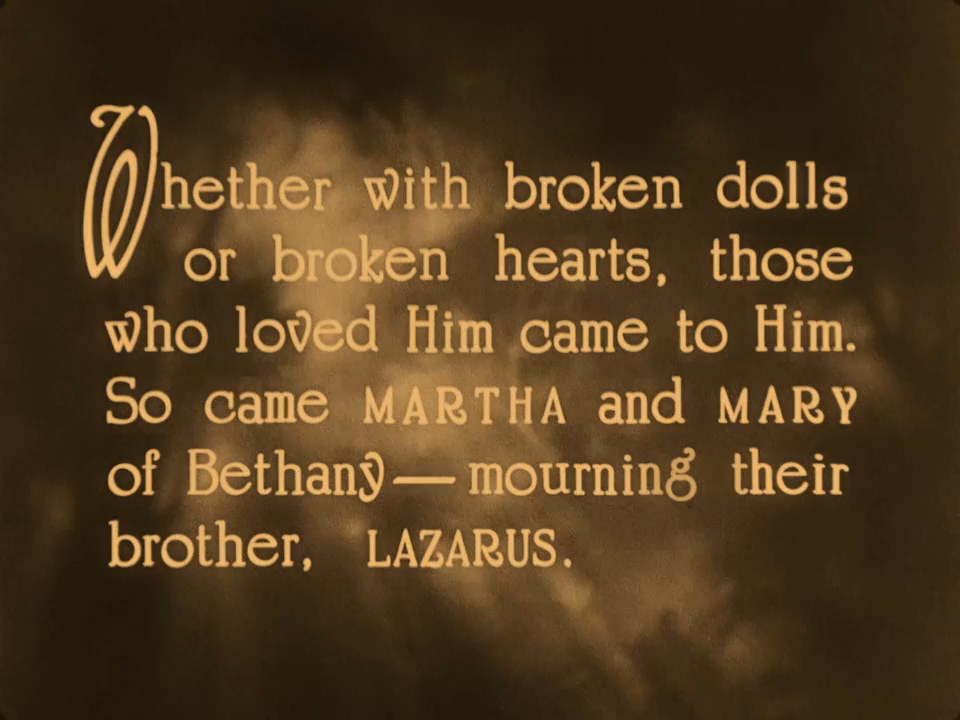 Whether with broken dolls
or broken hearts, those
who loved Him came to Him.
So came MARTHA and MARY
of Bethany—mourning their
brother, LAZARUS.